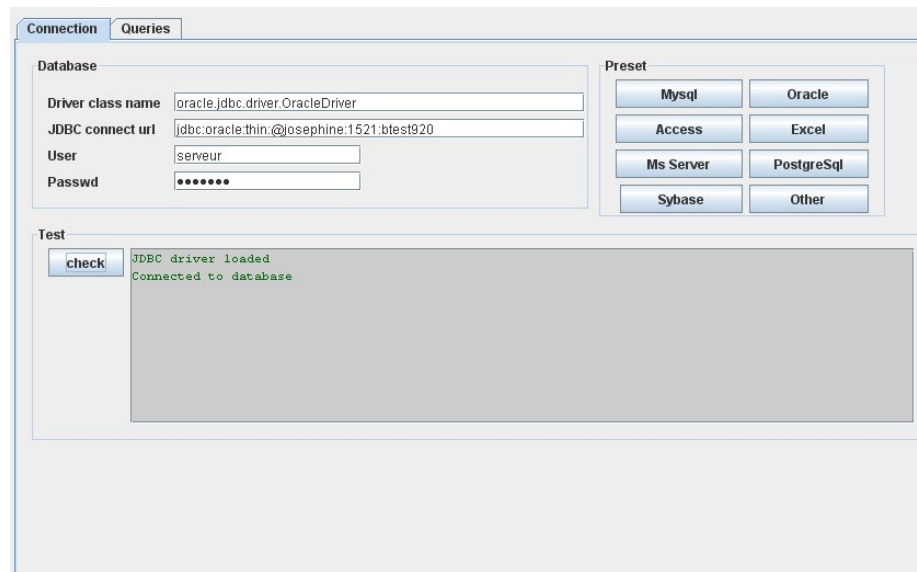 Connection Queries
Database
Driver class name oracle.jdbc.driver.OracleDriver
JDBC connect url jdbc:oracle:thin:@josephine:1521:btest920
User serveur
Passwd •••••••
Preset
Mysql Oracle
Access Excel
Ms Server PostgreSql
Sybase Other
Test
check
JDBC driver loaded
Connected to database